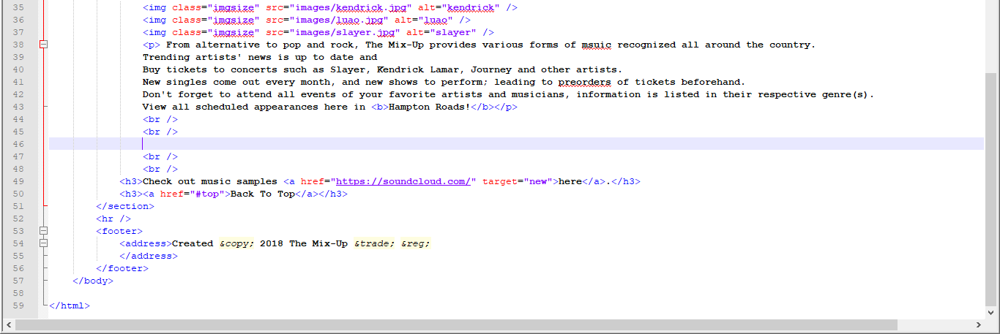 35 <img class="imgsize" src="images/kendrick.jpg" alt="kendrick" />
36 <img class="imgsize" src="images/luao.jpg" alt="luao" />
37 <img class="imgsize" src="images/slayer.jpg" alt="slayer" />
38 <p> From alternative to pop and rock, The Mix-Up provides various forms of msuic recognized all around the country.
39 Trending artists' news is up to date and
40 Buy tickets to concerts such as Slayer, Kendrick Lamar, Journey and other artists.
41 New singles come out every month, and new shows to perform; leading to preorders of tickets beforehand.
42 Don't forget to attend all events of your favorite artists and musicians, information is listed in their respective genre(s).
43 View all scheduled appearances here in <b>Hampton Roads!</b></p>
44 <br />
45 <br />
46
47 <br />
48 <br />
49 <h3>Check out music samples <a href="https://soundcloud.com/" target="new">here</a>.</h3>
50 <h3><a href="#top">Back To Top</a></h3>
51 </section>
52 <hr />
53 <footer>
54 <address>Created &copy; 2018 The Mix-Up &trade; &reg;
55 </address>
56 </footer>
57 </body>
58
59 </html>